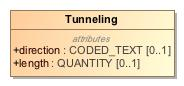 Tunneling
attributes
+direction : CODED_TEXT [0..1]
+length : QUANTITY [0..1]